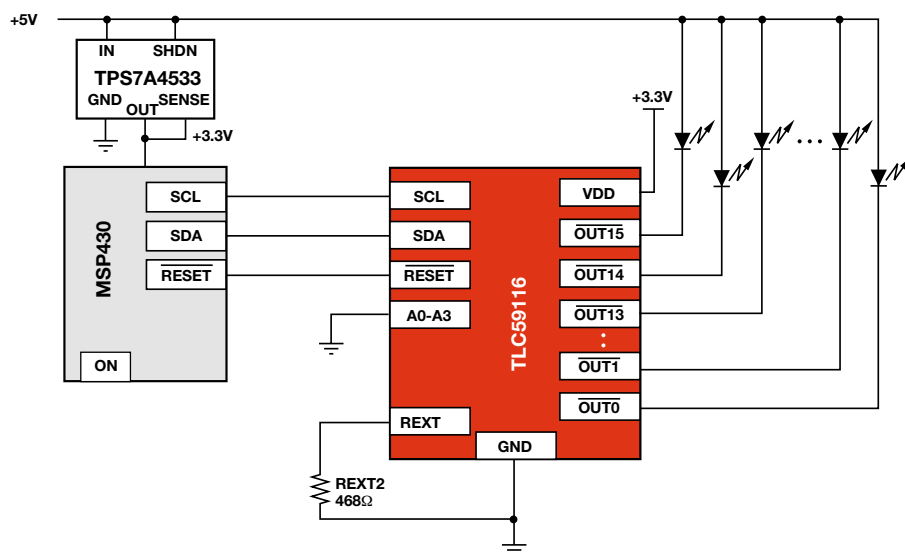 +5V
IN SHDN
TPS7A4533
GND SENSE
OUT
+3.3V
+3.3V
MSP430
SCL
SDA
RESET
ON
TLC59116
SCL
SDA
RESET
A0-A3
REXT
GND
VDD
OUT15
OUT14
OUT13
OUT1
OUT0
REXT2
468Ω